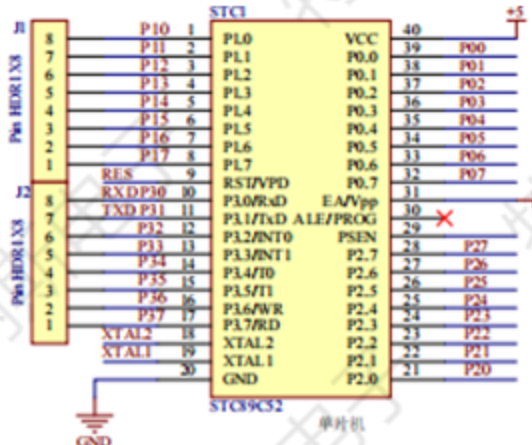 STC1
+5
J1
Pin HDR1X8
8 P10 1 P1.0 VCC 40
7 P11 2 P1.1 P0.0 39 P00
6 P12 3 P1.2 P0.1 38 P01
5 P13 4 P1.3 P0.2 37 P02
4 P14 5 P1.4 P0.3 36 P03
3 P15 6 P1.5 P0.4 35 P04
2 P16 7 P1.6 P0.5 34 P05
1 P17 8 P1.7 P0.6 33 P06
RES 9 RST/VPD P0.7 32 P07
J2
Pin HDR1X8
8 RXDP30 10 P3.0/RxD EA/Vpp 31
7 TXD P31 11 P3.1/TxD ALE/PROG 30
6 P32 12 P3.2/INT0 PSEN 29
5 P33 13 P3.3/INT1 P2.7 28 P27
4 P34 14 P3.4/T0 P2.6 27 P26
3 P35 15 P3.5/T1 P2.5 26 P25
2 P36 16 P3.6/WR P2.4 25 P24
1 P37 17 P3.7/RD P2.3 24 P23
XTAL2 18 XTAL2 P2.2 23 P22
XTAL1 19 XTAL1 P2.1 22 P21
20 GND P2.0 21 P20
STC89C52
单片机
GND